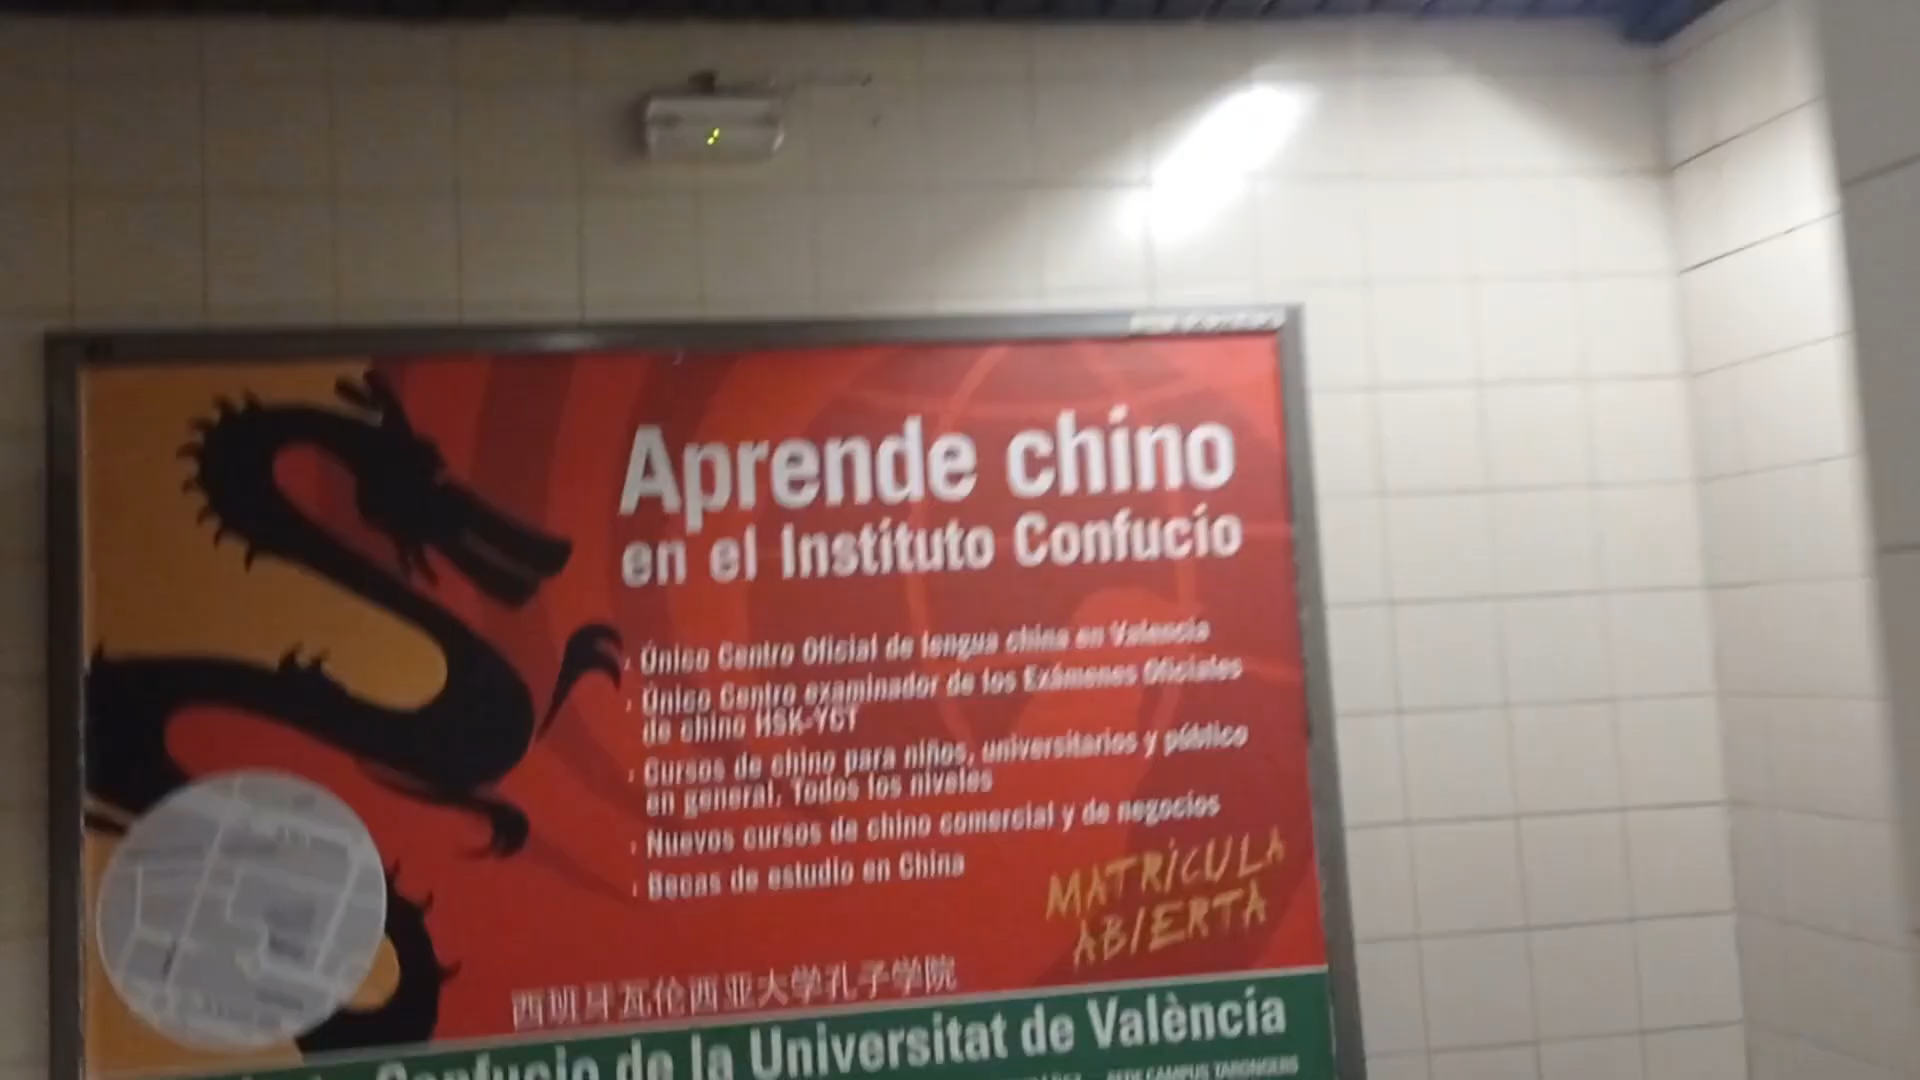 Aprende chino
en el Instituto Confucio
· Único Centro Oficial de lengua china en Valencia
· Único Centro examinador de los Exámenes Oficiales
de chino HSK-YCT
· Cursos de chino para niños, universitarios y público
en general. Todos los niveles
· Nuevos cursos de chino comercial y de negocios
· Becas de estudio en China
MATRÍCULA
ABIERTA
西班牙瓦伦西亚大学孔子学院
Confucio de la Universitat de València
SEDE CAMPUS TARONGERS